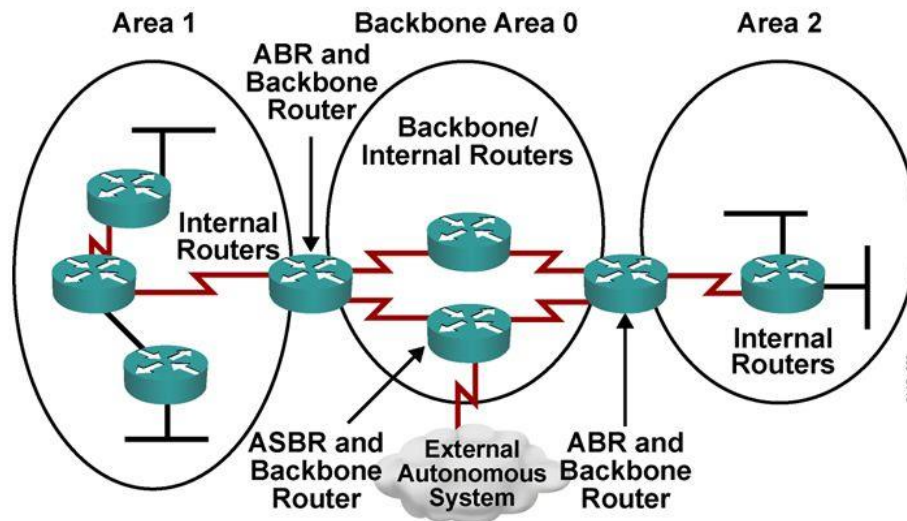 Area 1
Backbone Area 0
Area 2
ABR and
Backbone
Router
Backbone/
Internal Routers
Internal
Routers
Internal
Routers
ASBR and
Backbone
Router
External
Autonomous
System
ABR and
Backbone
Router